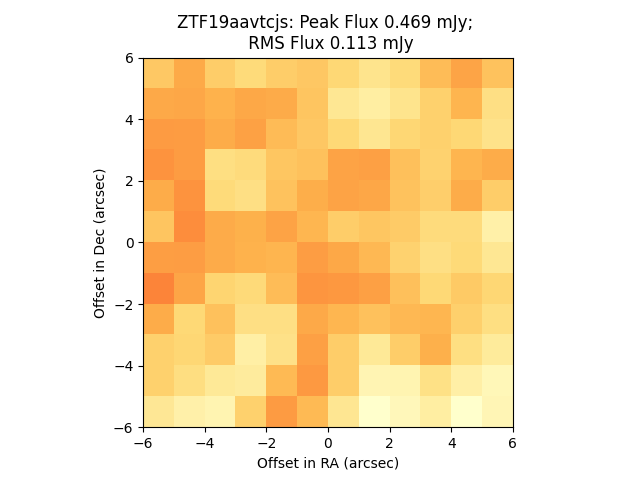 ZTF19aavtcjs: Peak Flux 0.469 mJy;
RMS Flux 0.113 mJy
6
4
2
0
−2
−4
−6
Offset in Dec (arcsec)
−6 −4 −2 0 2 4 6
Offset in RA (arcsec)